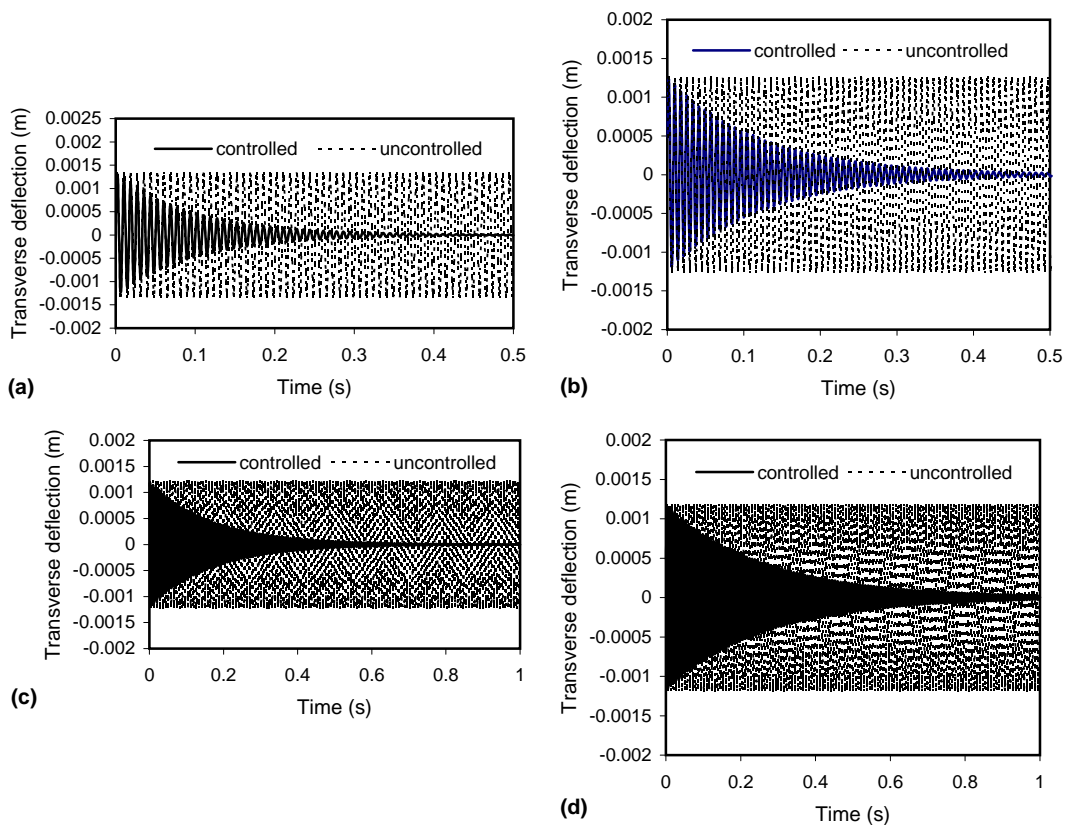 0.0025
0.002
0.0015
0.001
0.0005
0
-0.0005
-0.001
-0.0015
-0.002
Transverse deflection (m)
controlled uncontrolled
0 0.1 0.2 0.3 0.4 0.5
Time (s)
(a)
0.002
0.0015
0.001
0.0005
0
-0.0005
-0.001
-0.0015
-0.002
Transverse deflection (m)
controlled uncontrolled
0 0.1 0.2 0.3 0.4 0.5
Time (s)
(b)
0.002
0.0015
0.001
0.0005
0
-0.0005
-0.001
-0.0015
-0.002
Transverse deflection (m)
controlled uncontrolled
0 0.2 0.4 0.6 0.8 1
Time (s)
(c)
0.002
0.0015
0.001
0.0005
0
-0.0005
-0.001
-0.0015
-0.002
Transverse deflection (m)
controlled uncontrolled
0 0.2 0.4 0.6 0.8 1
Time (s)
(d)